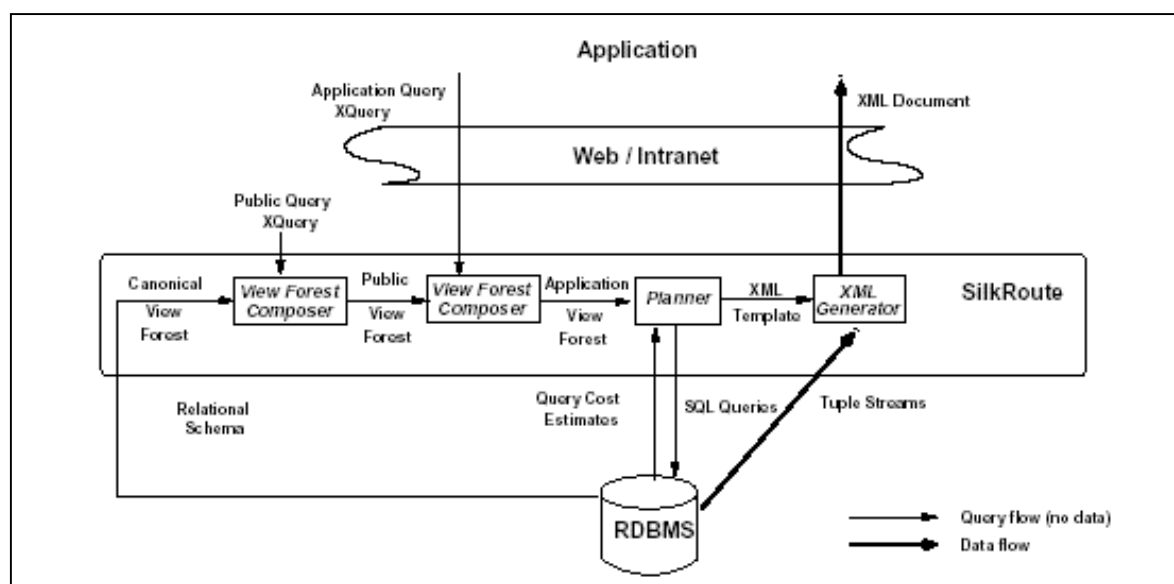 Application
Application Query
XQuery
XML Document
Web / Intranet
Public Query
XQuery
Canonical
View
Forest
View Forest
Composer
Public
View
Forest
View Forest
Composer
Application
View
Forest
Planner
XML
Template
XML
Generator
SilkRoute
Relational
Schema
Query Cost
Estimates
SQL Queries
Tuple Streams
RDBMS
Query flow (no data)
Data flow